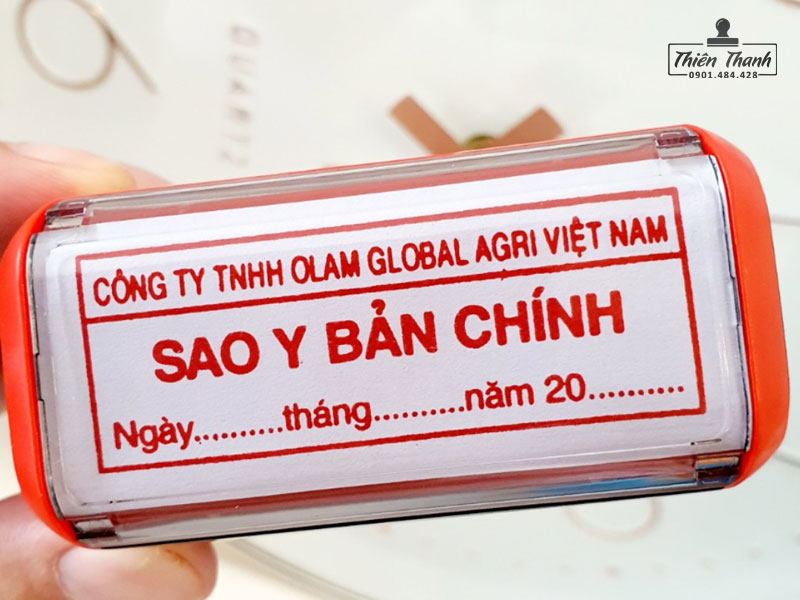 Thiên Thanh
0901.484.428
QUARTZ
CÔNG TY TNHH OLAM GLOBAL AGRI VIỆT NAM
SAO Y BẢN CHÍNH
Ngày.........tháng..........năm 20..........